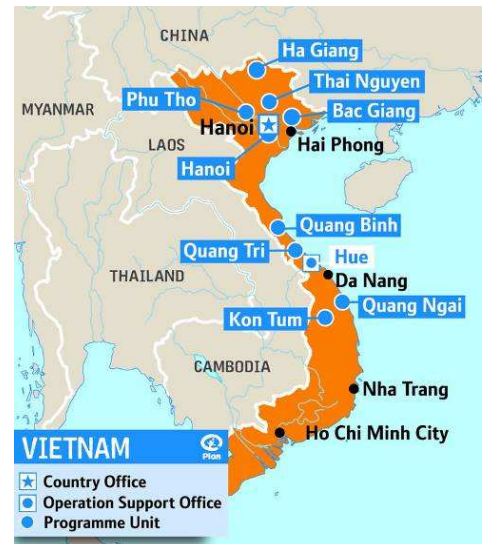 CHINA
Ha Giang
Thai Nguyen
Phu Tho
Bac Giang
MYANMAR
Hanoi
Hai Phong
LAOS
Hanoi
Quang Binh
Quang Tri
Hue
THAILAND
Da Nang
Quang Ngai
Kon Tum
CAMBODIA
Nha Trang
Ho Chi Minh City
VIETNAM
Plan
Country Office
Operation Support Office
Programme Unit